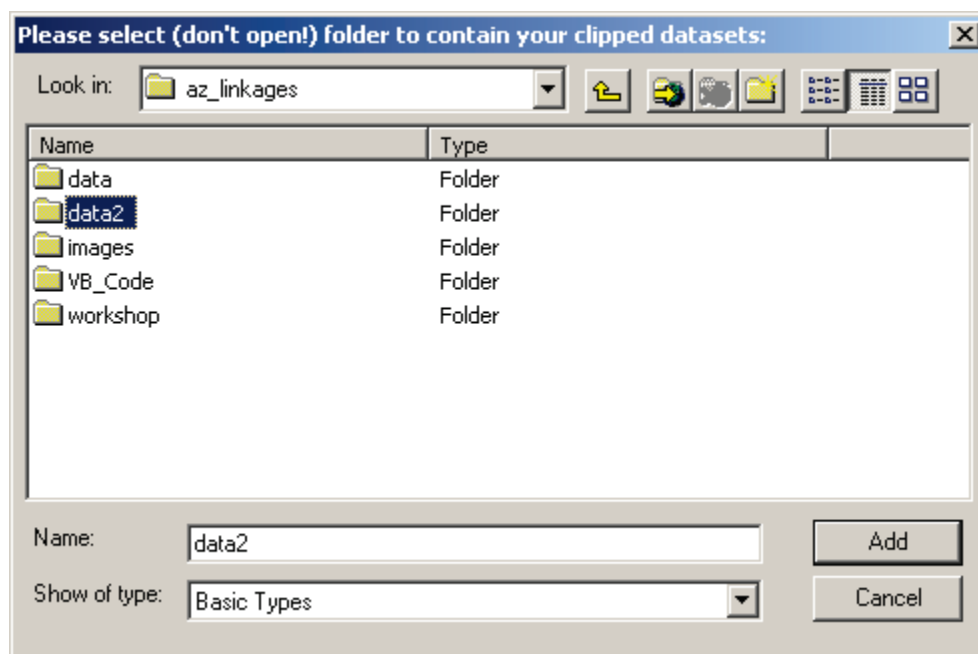 Please select (don't open!) folder to contain your clipped datasets:
Look in: az_linkages
Name Type
data Folder
data2 Folder
images Folder
VB_Code Folder
workshop Folder
Name: data2 Add
Show of type: Basic Types Cancel